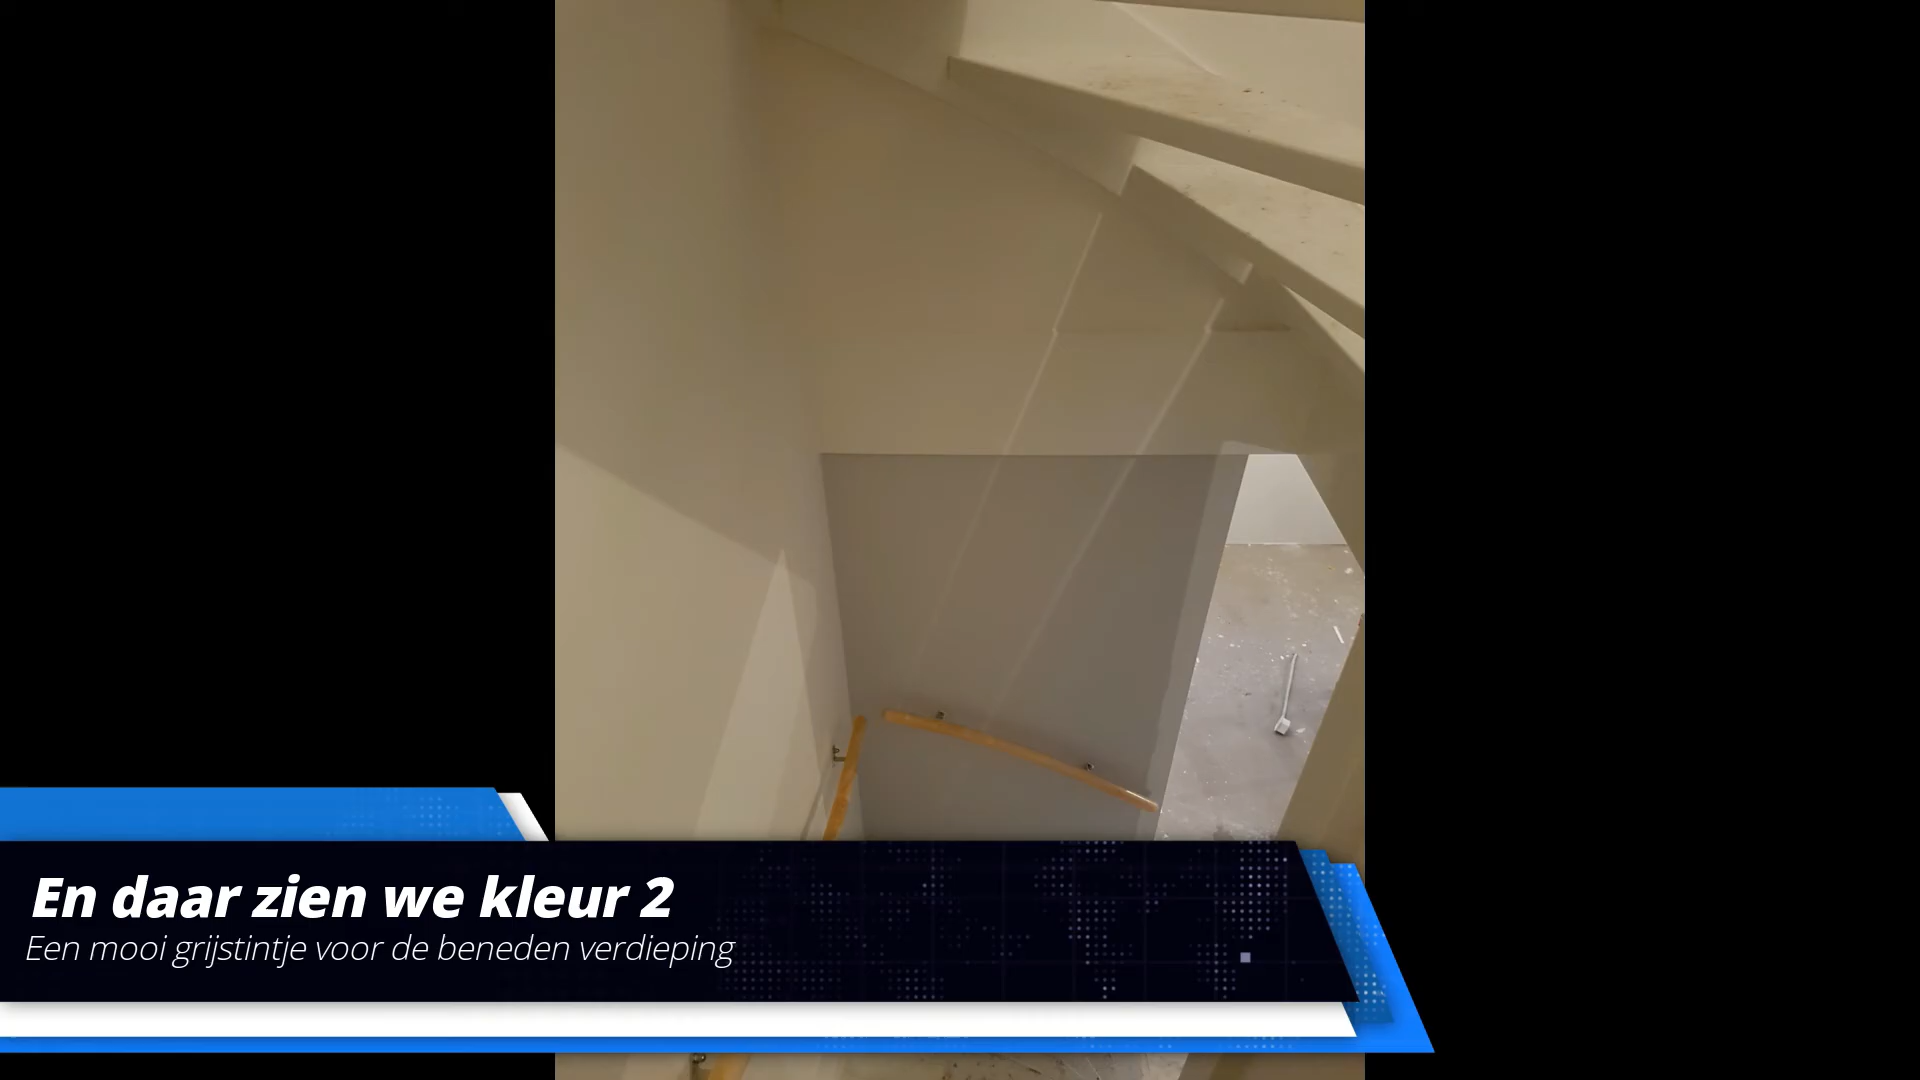 En daar zien we kleur 2
Een mooi grijstintje voor de beneden verdieping